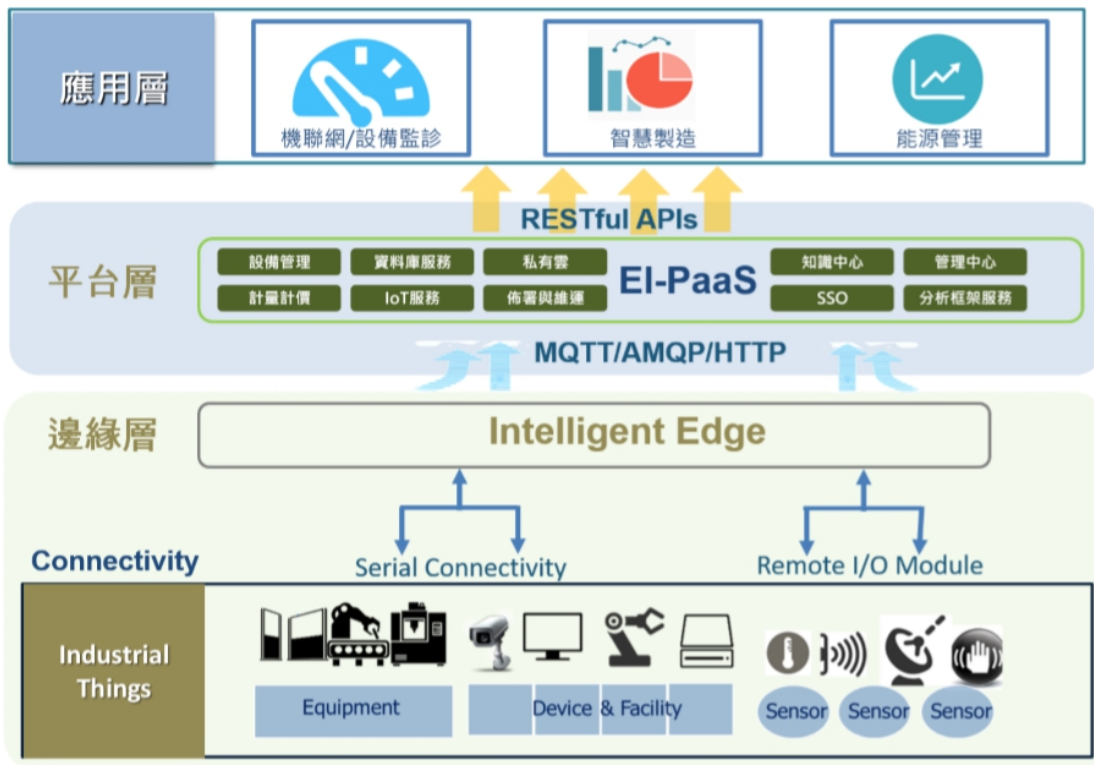 應用層
機聯網/設備監診
智慧製造
能源管理
RESTful APIs
平台層
設備管理
資料庫服務
私有雲
EI-PaaS
知識中心
管理中心
計量計價
IoT服務
佈署與維運
SSO
分析框架服務
MQTT/AMQP/HTTP
邊緣層
Intelligent Edge
Connectivity
Serial Connectivity
Remote I/O Module
Industrial
Things
Equipment
Device & Facility
Sensor
Sensor
Sensor